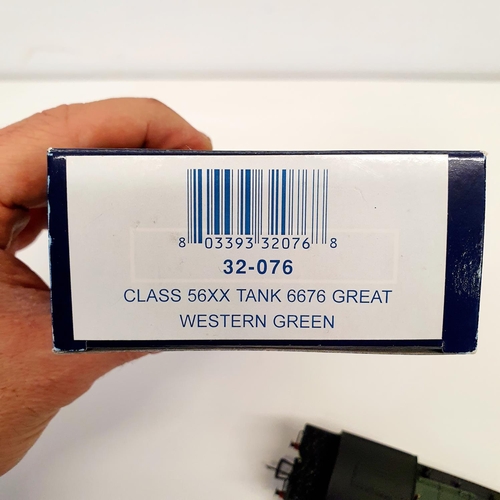 8 03393 32076 8
32-076
CLASS 56XX TANK 6676 GREAT
WESTERN GREEN